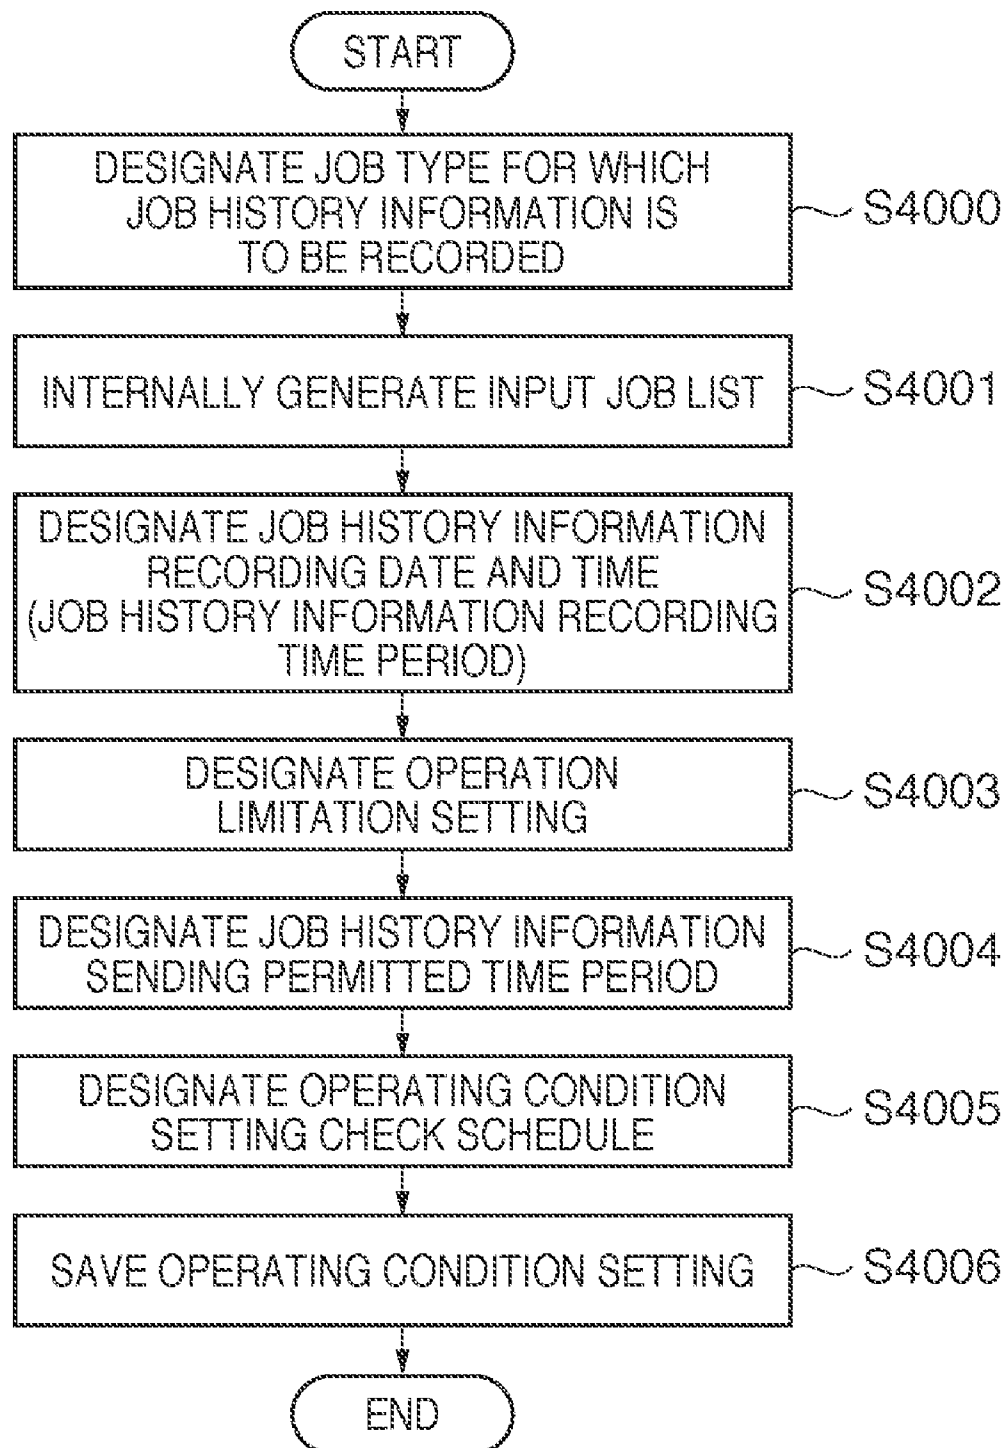 START
DESIGNATE JOB TYPE FOR WHICH
JOB HISTORY INFORMATION IS
TO BE RECORDED
S4000
INTERNALLY GENERATE INPUT JOB LIST
S4001
DESIGNATE JOB HISTORY INFORMATION
RECORDING DATE AND TIME
(JOB HISTORY INFORMATION RECORDING
TIME PERIOD)
S4002
DESIGNATE OPERATION
LIMITATION SETTING
S4003
DESIGNATE JOB HISTORY INFORMATION
SENDING PERMITTED TIME PERIOD
S4004
DESIGNATE OPERATING CONDITION
SETTING CHECK SCHEDULE
S4005
SAVE OPERATING CONDITION SETTING
S4006
END